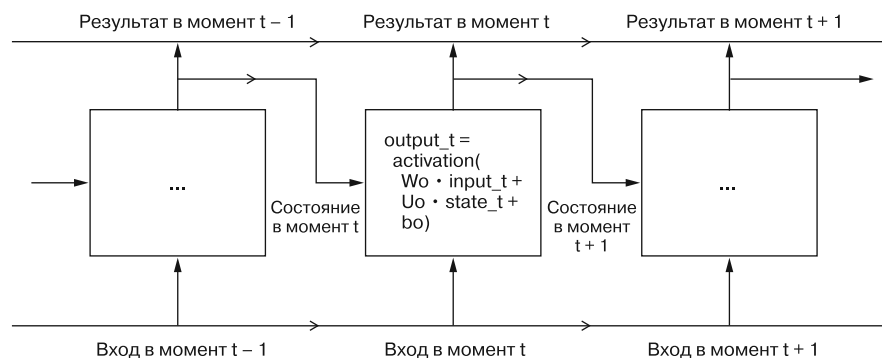 Результат в момент t – 1
Результат в момент t
Результат в момент t + 1
...
output_t =
activation(
Wo • input_t +
Uo • state_t +
bo)
...
Состояние
в момент t
Состояние
в момент
t + 1
Вход в момент t – 1
Вход в момент t
Вход в момент t + 1